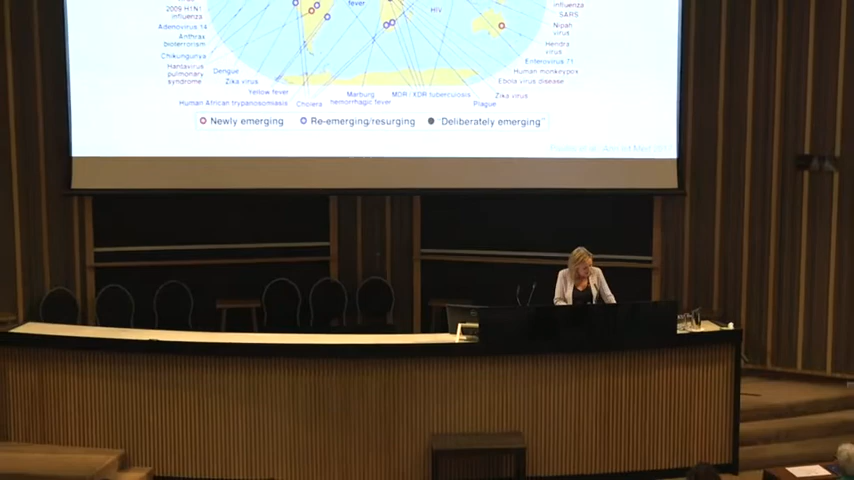 2009 H1N1
influenza
Adenovirus 14
Anthrax
bioterrorism
Chikungunya
Hantavirus
pulmonary
syndrome
Dengue
Zika virus
Yellow fever
Human African trypanosomiasis
Cholera
fever
Marburg
hemorrhagic fever
HIV
MDR / XDR tuberculosis
Plague
Zika virus
Ebola virus disease
Human monkeypox
Enterovirus 71
Hendra
virus
Nipah
virus
SARS
influenza
Newly emerging
Re-emerging/resurging
"Deliberately emerging"